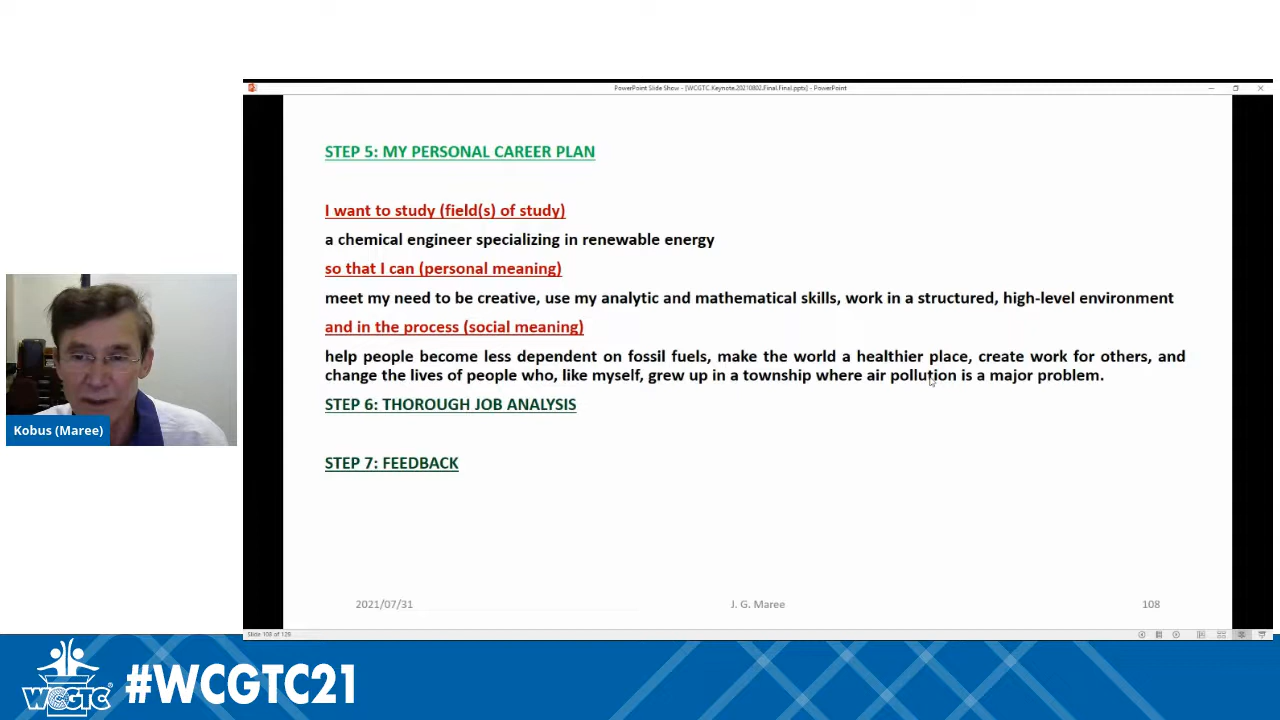 PowerPoint Slide Show - [WCGTC.Keynote.20210802.Final.Final.pptx] - PowerPoint
STEP 5: MY PERSONAL CAREER PLAN
I want to study (field(s) of study)
a chemical engineer specializing in renewable energy
so that I can (personal meaning)
meet my need to be creative, use my analytic and mathematical skills, work in a structured, high-level environment
and in the process (social meaning)
help people become less dependent on fossil fuels, make the world a healthier place, create work for others, and
change the lives of people who, like myself, grew up in a township where air pollution is a major problem.
STEP 6: THOROUGH JOB ANALYSIS
STEP 7: FEEDBACK
2021/07/31 J. G. Maree 108
Kobus (Maree)
WCGTC
#WCGTC21